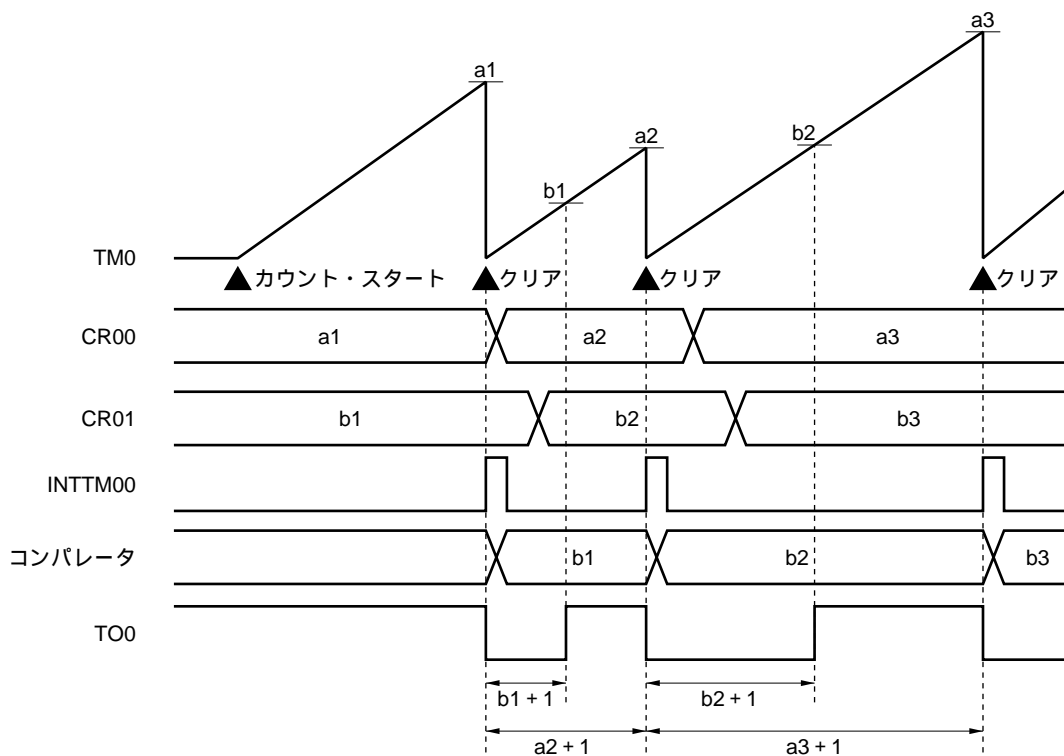 a3
a1
b2
a2
b1
TM0
カウント・スタート
クリア
クリア
クリア
CR00
a1
a2
a3
CR01
b1
b2
b3
INTTM00
コンパレータ
b1
b2
b3
TO0
b1 + 1
b2 + 1
a2 + 1
a3 + 1